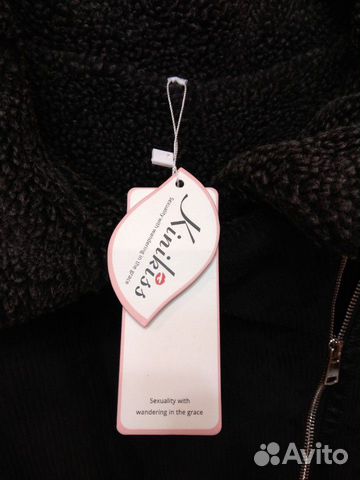 Kinikiss
Sexuality with wandering in the grace
Sexuality with
wandering in the grace
Avito